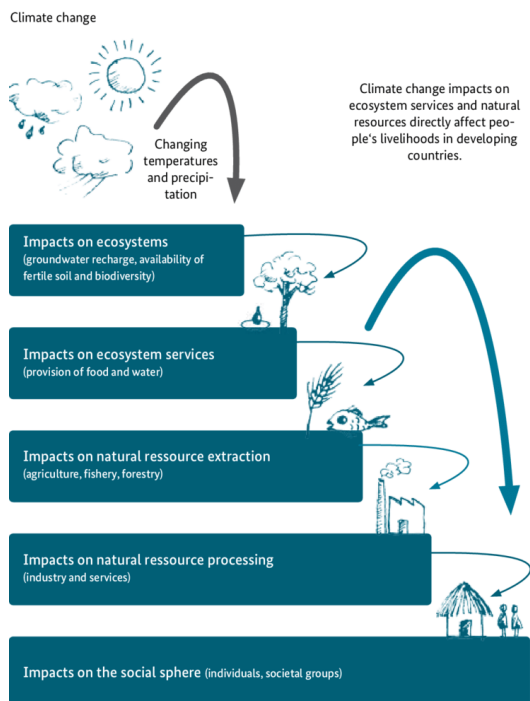 Climate change
Climate change impacts on
ecosystem services and natural
resources directly affect peo-
ple's livelihoods in developing
countries.
Changing
temperatures
and precipi-
tation
Impacts on ecosystems
(groundwater recharge, availability of
fertile soil and biodiversity)
Impacts on ecosystem services
(provision of food and water)
Impacts on natural ressource extraction
(agriculture, fishery, forestry)
Impacts on natural ressource processing
(industry and services)
Impacts on the social sphere (individuals, societal groups)